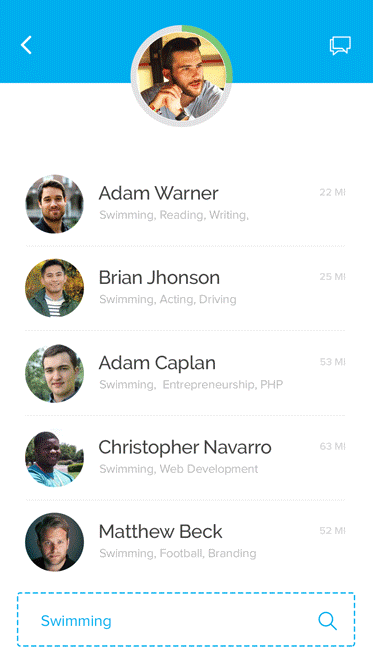 Adam Warner
22 MI
Swimming, Reading, Writing,
Brian Jhonson
25 MI
Swimming, Acting, Driving
Adam Caplan
53 MI
Swimming,  Entrepreneurship, PHP
Christopher Navarro
63 MI
Swimming, Web Development
Matthew Beck
52 MI
Swimming, Football, Branding
Swimming